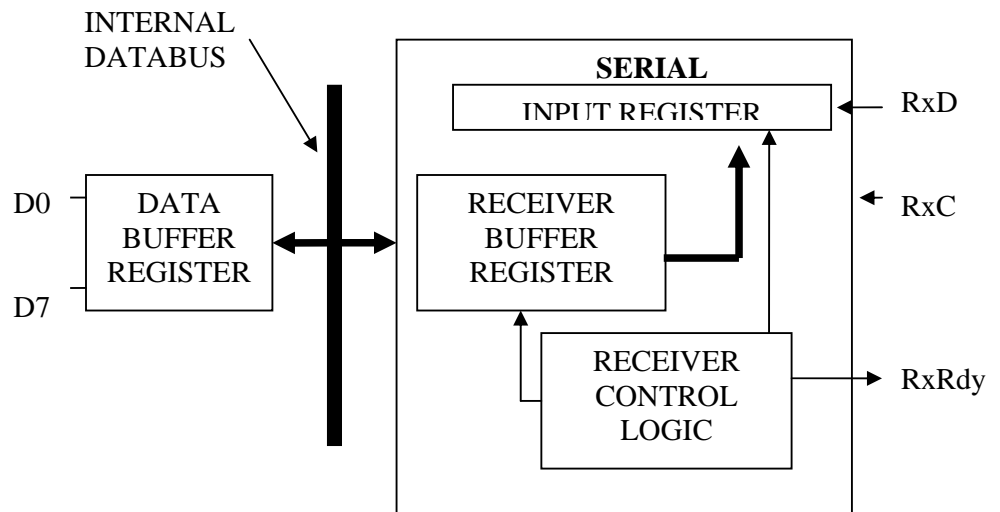 INTERNAL
DATABUS
SERIAL
INPUT REGISTER
RxD
D0
DATA
BUFFER
REGISTER
D7
RECEIVER
BUFFER
REGISTER
RxC
RECEIVER
CONTROL
LOGIC
RxRdy